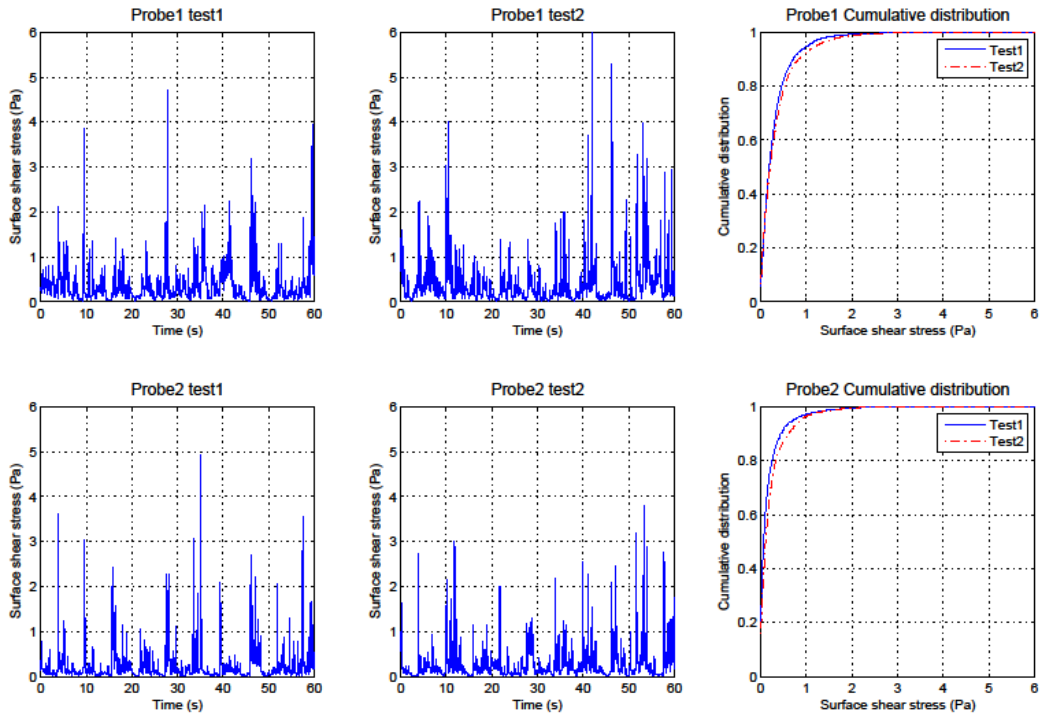 Probe1 test1
Surface shear stress (Pa)
6
5
4
3
2
1
0
0 10 20 30 40 50 60
Time (s)
Probe1 test2
Surface shear stress (Pa)
6
5
4
3
2
1
0
0 10 20 30 40 50 60
Time (s)
Probe1 Cumulative distribution
Cumulative distribution
1
0.8
0.6
0.4
0.2
0
0 1 2 3 4 5 6
Surface shear stress (Pa)
Test1
Test2
Probe2 test1
Surface shear stress (Pa)
6
5
4
3
2
1
0
0 10 20 30 40 50 60
Time (s)
Probe2 test2
Surface shear stress (Pa)
6
5
4
3
2
1
0
0 10 20 30 40 50 60
Time (s)
Probe2 Cumulative distribution
Cumulative distribution
1
0.8
0.6
0.4
0.2
0
0 1 2 3 4 5 6
Surface shear stress (Pa)
Test1
Test2